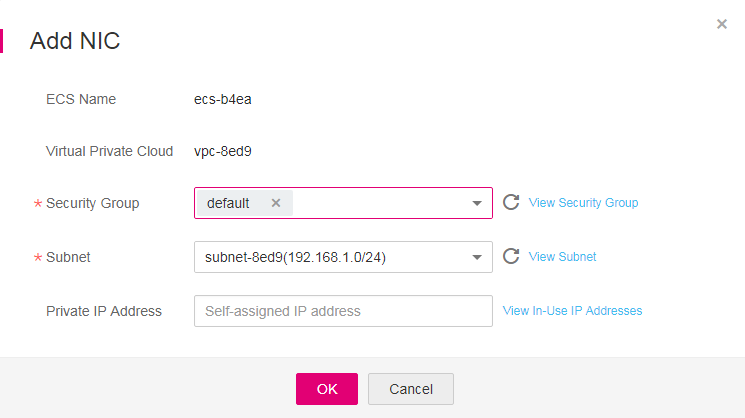 Add NIC
ECS Name ecs-b4ea
Virtual Private Cloud vpc-8ed9
* Security Group default × View Security Group
* Subnet subnet-8ed9(192.168.1.0/24) View Subnet
Private IP Address Self-assigned IP address View In-Use IP Addresses
OK Cancel